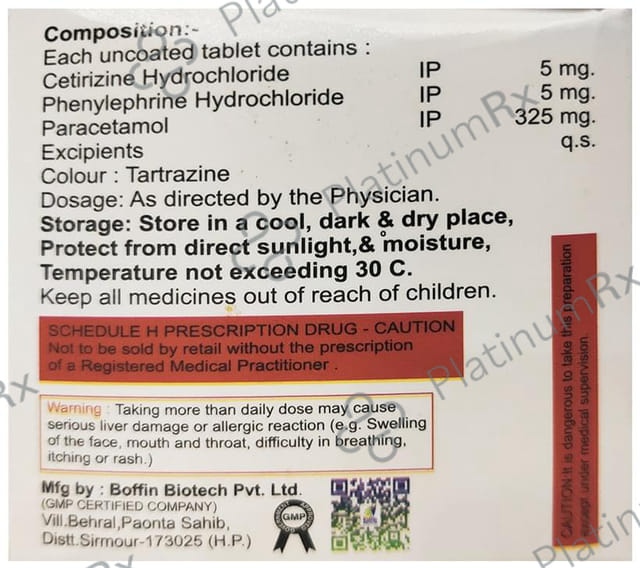 Composition:-
Each uncoated tablet contains :
Cetirizine Hydrochloride IP 5 mg.
Phenylephrine Hydrochloride IP 5 mg.
Paracetamol IP 325 mg.
Excipients q.s.
Colour : Tartrazine
Dosage: As directed by the Physician.
Storage: Store in a cool, dark & dry place,
Protect from direct sunlight,& moisture,
Temperature not exceeding 30 C.
Keep all medicines out of reach of children.
SCHEDULE H PRESCRIPTION DRUG - CAUTION
Not to be sold by retail without the prescription
of a Registered Medical Practitioner .
Warning : Taking more than daily dose may cause
serious liver damage or allergic reaction (e.g. Swelling
of the face, mouth and throat, difficulty in breathing,
itching or rash.)
Mfg by : Boffin Biotech Pvt. Ltd.
(GMP CERTIFIED COMPANY)
Vill.Behral,Paonta Sahib,
Distt.Sirmour-173025 (H.P.)
GMP
CAUTION-It is dangerous to take this preparation
except under medical supervision.
PlatinumRx
PlatinumRx
PlatinumRx
Rx
Platin